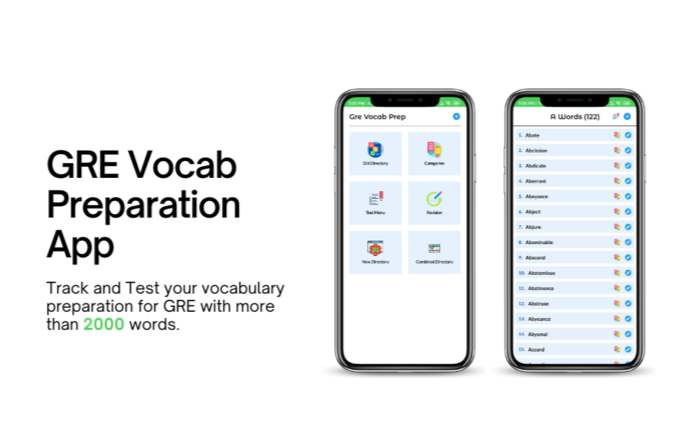 GRE Vocab
Preparation
App
Track and Test your vocabulary
preparation for GRE with more
than 2000 words.
Gre Vocab Prep
Old Directory
Categories
Test Menu
Revision
New Directory
Combined Directory
A Words (122)
1. Abate
2. Abcission
3. Abdicate
4. Aberrant
5. Abeyance
6. Abject
7. Abjure
8. Abominable
9. Abscond
10. Abstemious
11. Abstinence
12. Abstruse
13. Abyeance
14. Abysmal
15. Accord